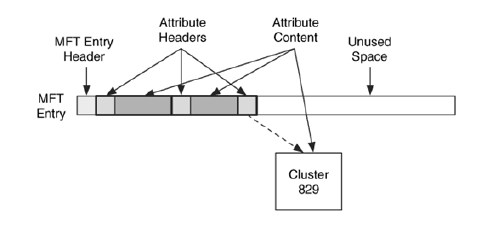 MFT Entry
Header
Attribute
Headers
Attribute
Content
Unused
Space
MFT
Entry
Cluster
829